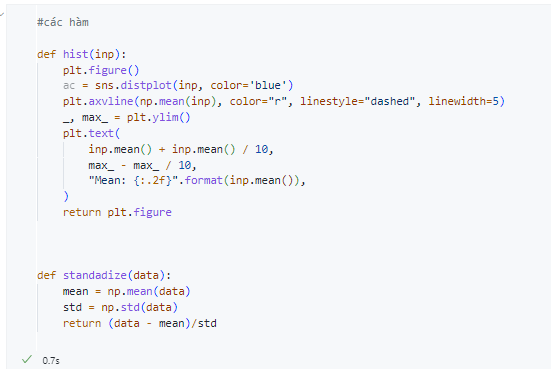 #các hàm
def hist(inp):
    plt.figure()
    ac = sns.distplot(inp, color='blue')
    plt.axvline(np.mean(inp), color="r", linestyle="dashed", linewidth=5)
    _, max_ = plt.ylim()
    plt.text(
        inp.mean() + inp.mean() / 10,
        max_ - max_ / 10,
        "Mean: {:.2f}".format(inp.mean()),
    )
    return plt.figure
def standadize(data):
    mean = np.mean(data)
    std = np.std(data)
    return (data - mean)/std
0.7s